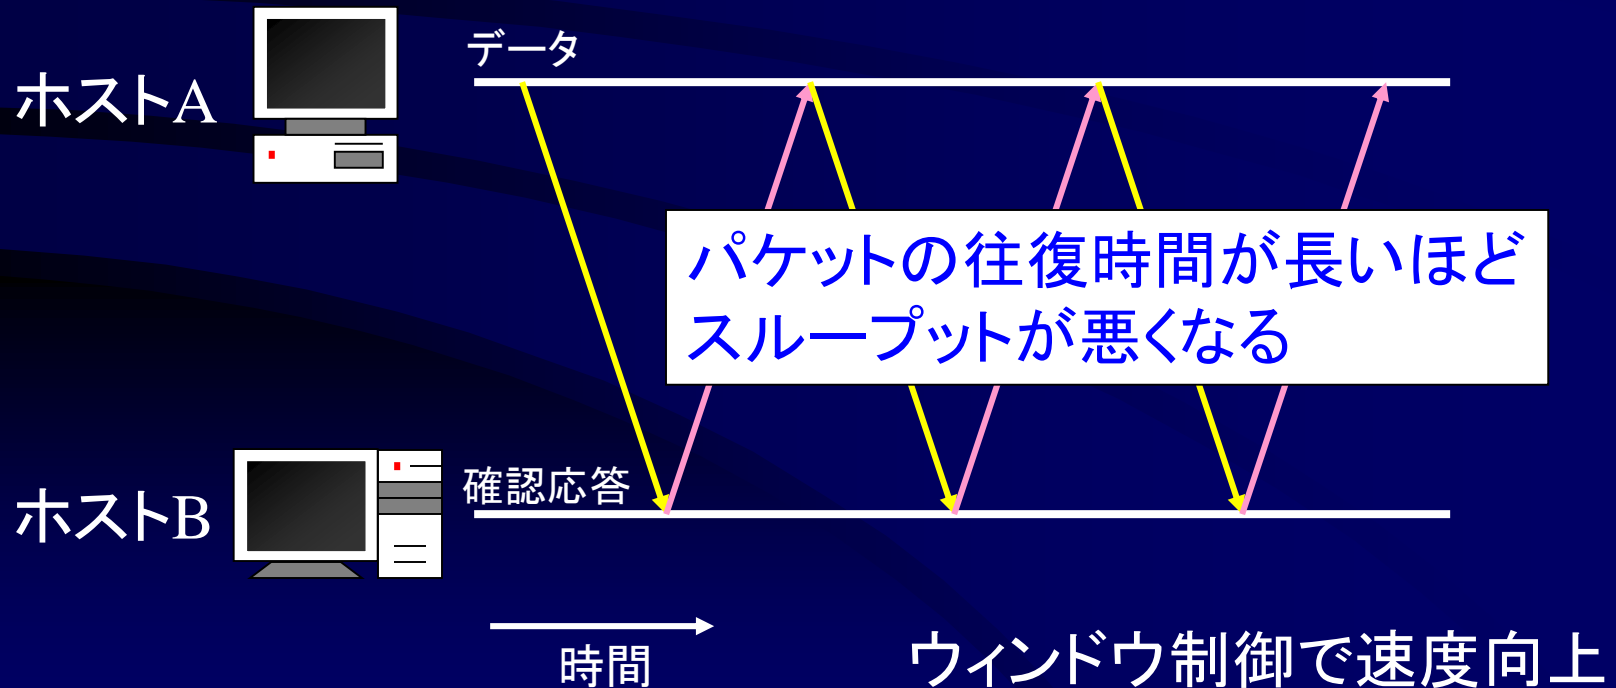 データ
ホストA
パケットの往復時間が長いほど
スループットが悪くなる
確認応答
ホストB
時間
ウィンドウ制御で速度向上